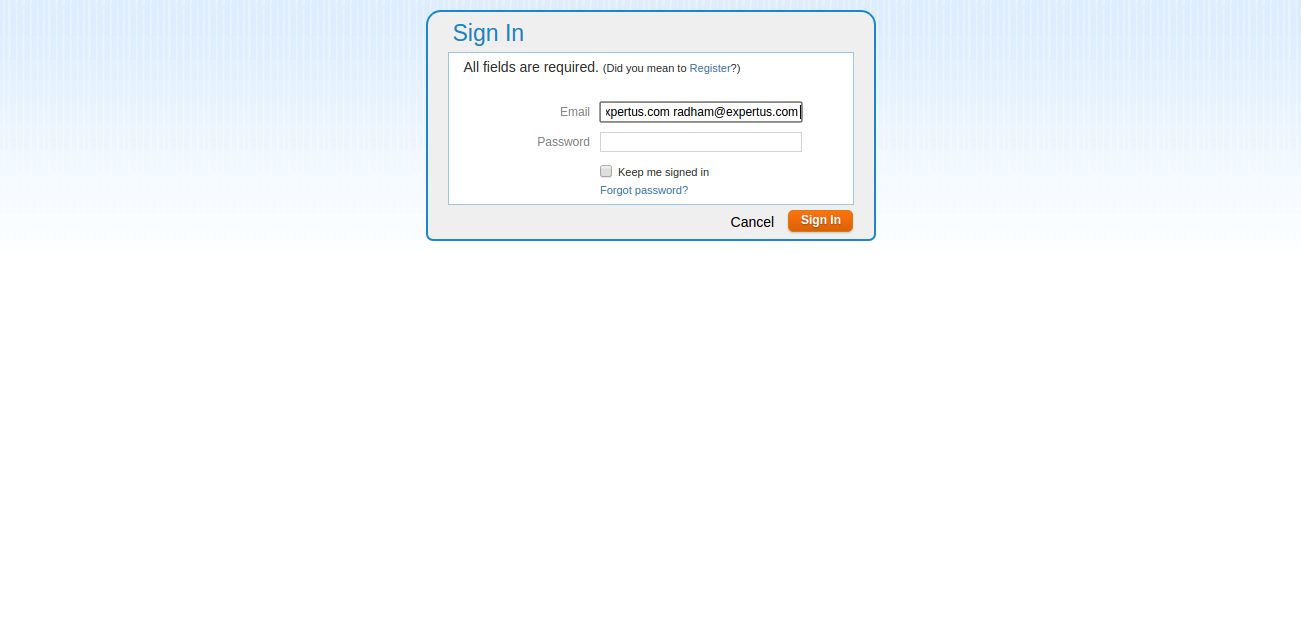 Sign In
All fields are required. (Did you mean to Register?)
Email xpertus.com radham@expertus.com
Password
Keep me signed in
Forgot password?
Cancel Sign In